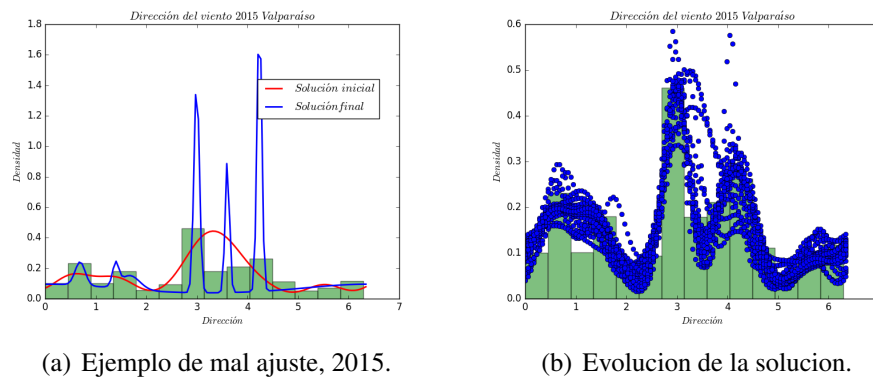 Dirección del viento 2015 Valparaíso
1.8
1.6
1.4
1.2
1.0
0.8
0.6
0.4
0.2
0.0
Densidad
Solución inicial
Solución final
0 1 2 3 4 5 6 7
Dirección
(a) Ejemplo de mal ajuste, 2015.
Dirección del viento 2015 Valparaíso
0.6
0.5
0.4
0.3
0.2
0.1
0.0
Densidad
0 1 2 3 4 5 6
Dirección
(b) Evolucion de la solucion.